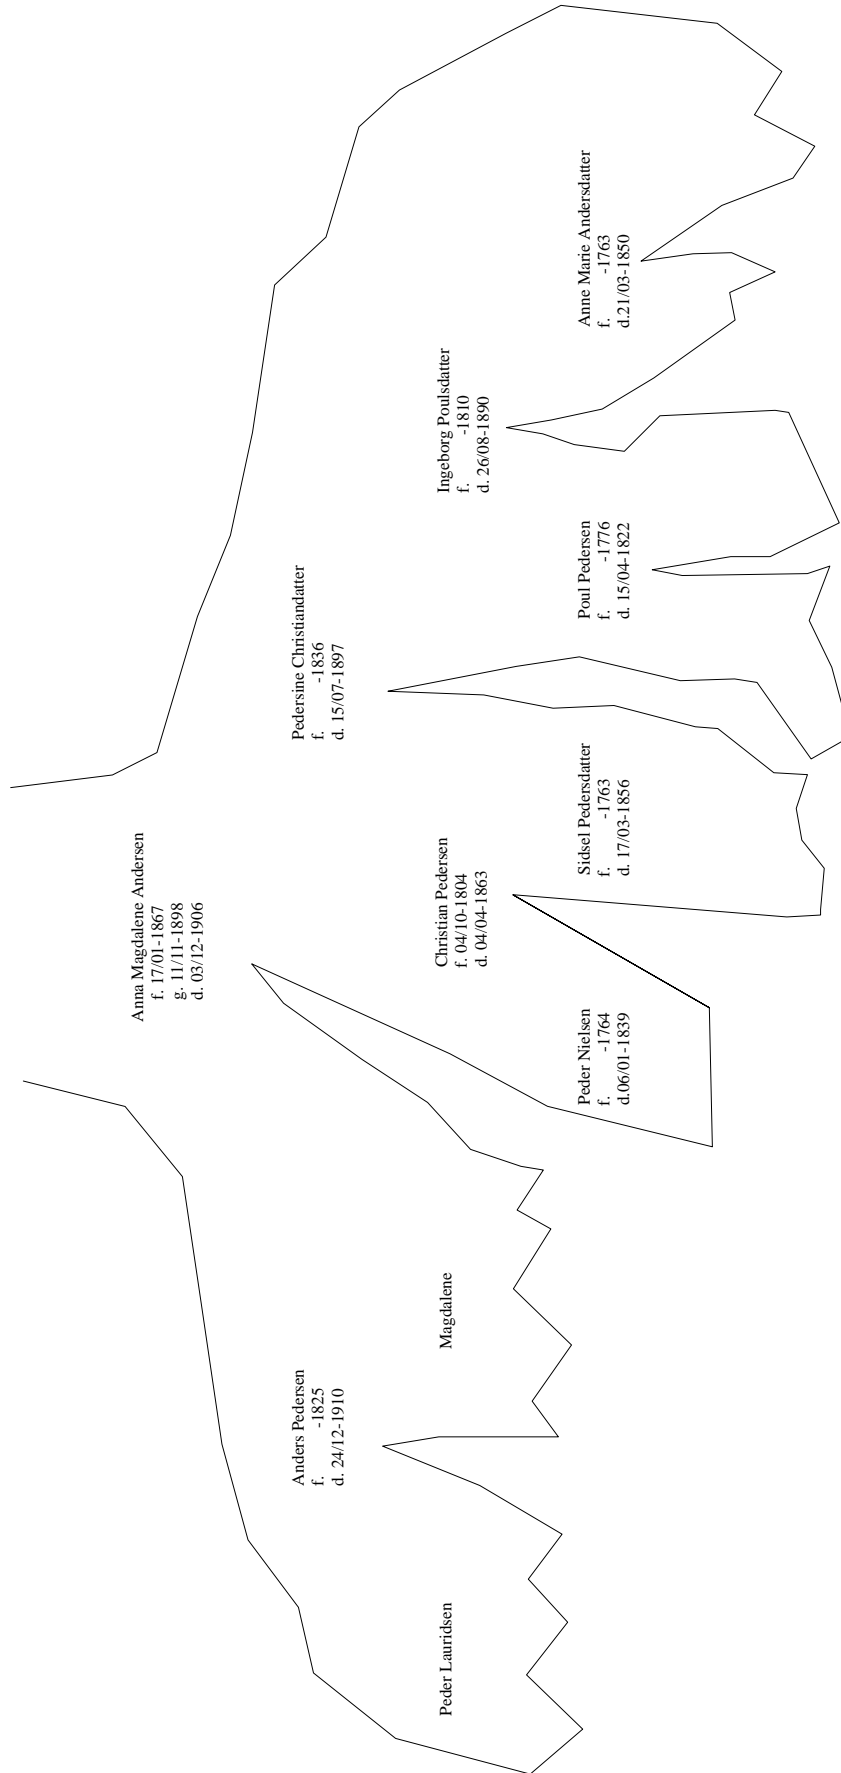 Anna Magdalene Andersen
f. 17/01-1867
g. 11/11-1898
d. 03/12-1906
Anders Pedersen
f. -1825
d. 24/12-1910
Pedersine Christiandatter
f. -1836
d. 15/07-1897
Peder Lauridsen
Magdalene
Christian Pedersen
f. 04/10-1804
d. 04/04-1863
Ingeborg Poulsdatter
f. -1810
d. 26/08-1890
Peder Nielsen
f. -1764
d.06/01-1839
Sidsel Pedersdatter
f. -1763
d. 17/03-1856
Poul Pedersen
f. -1776
d. 15/04-1822
Anne Marie Andersdatter
f. -1763
d.21/03-1850